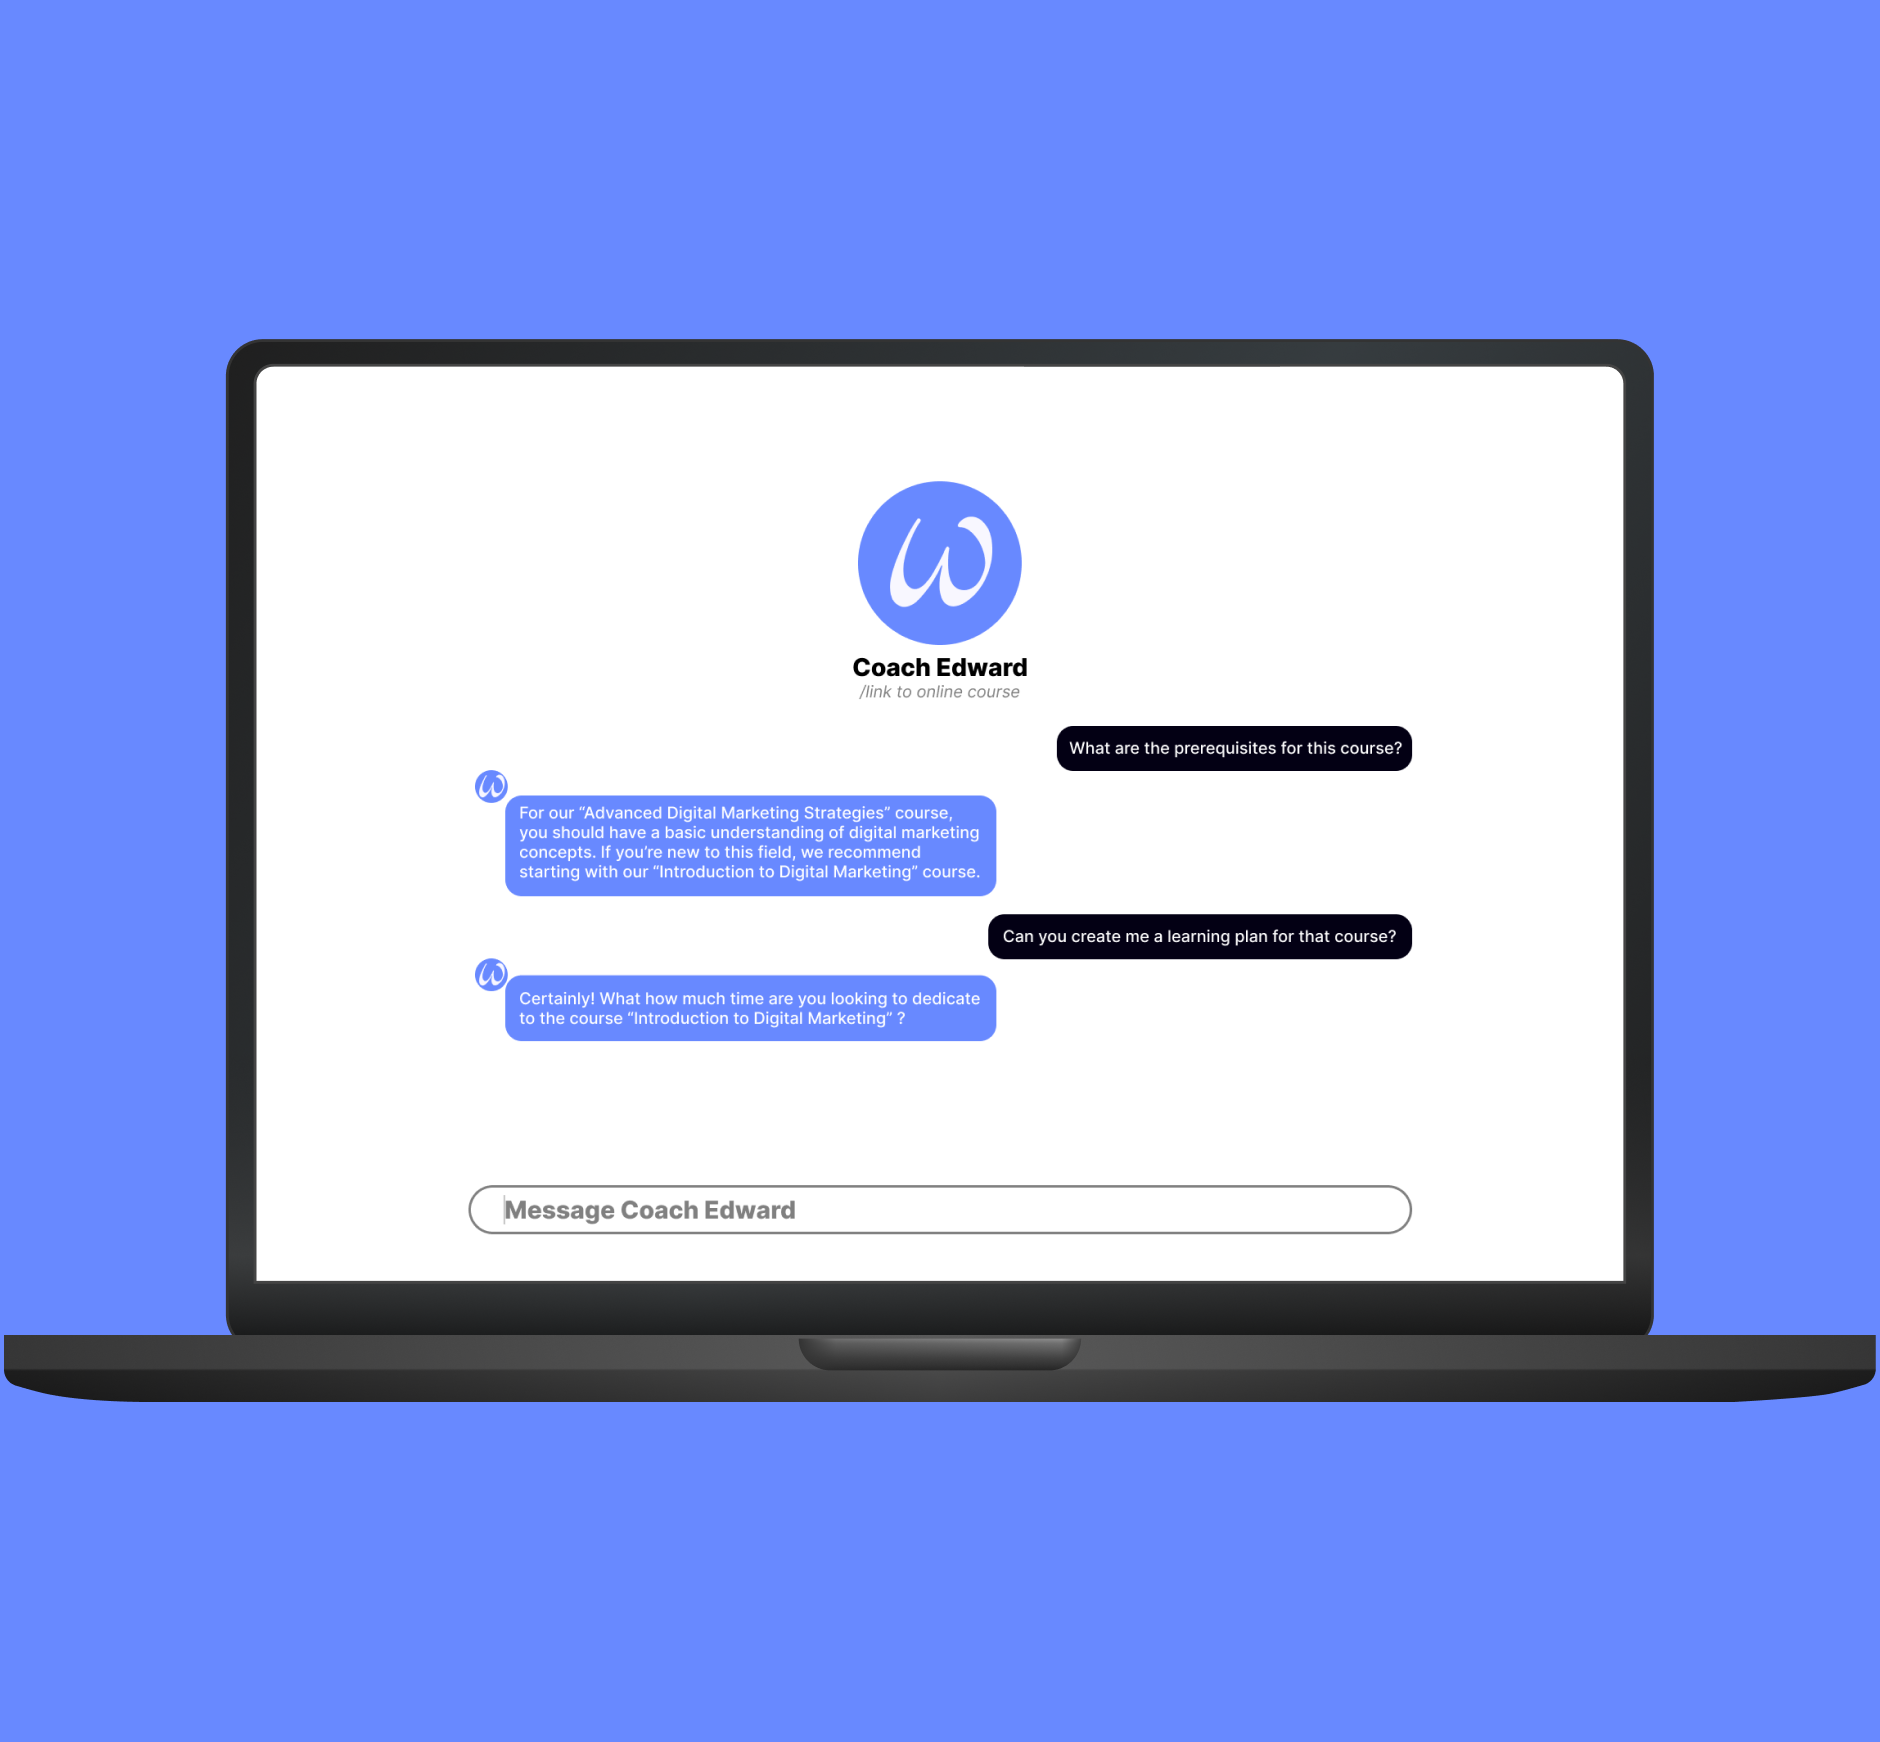 W
Coach Edward
/link to online course
What are the prerequisites for this course?
W
For our “Advanced Digital Marketing Strategies” course,
you should have a basic understanding of digital marketing
concepts. If you’re new to this field, we recommend
starting with our “Introduction to Digital Marketing” course.
Can you create me a learning plan for that course?
W
Certainly! What how much time are you looking to dedicate
to the course “Introduction to Digital Marketing” ?
Message Coach Edward